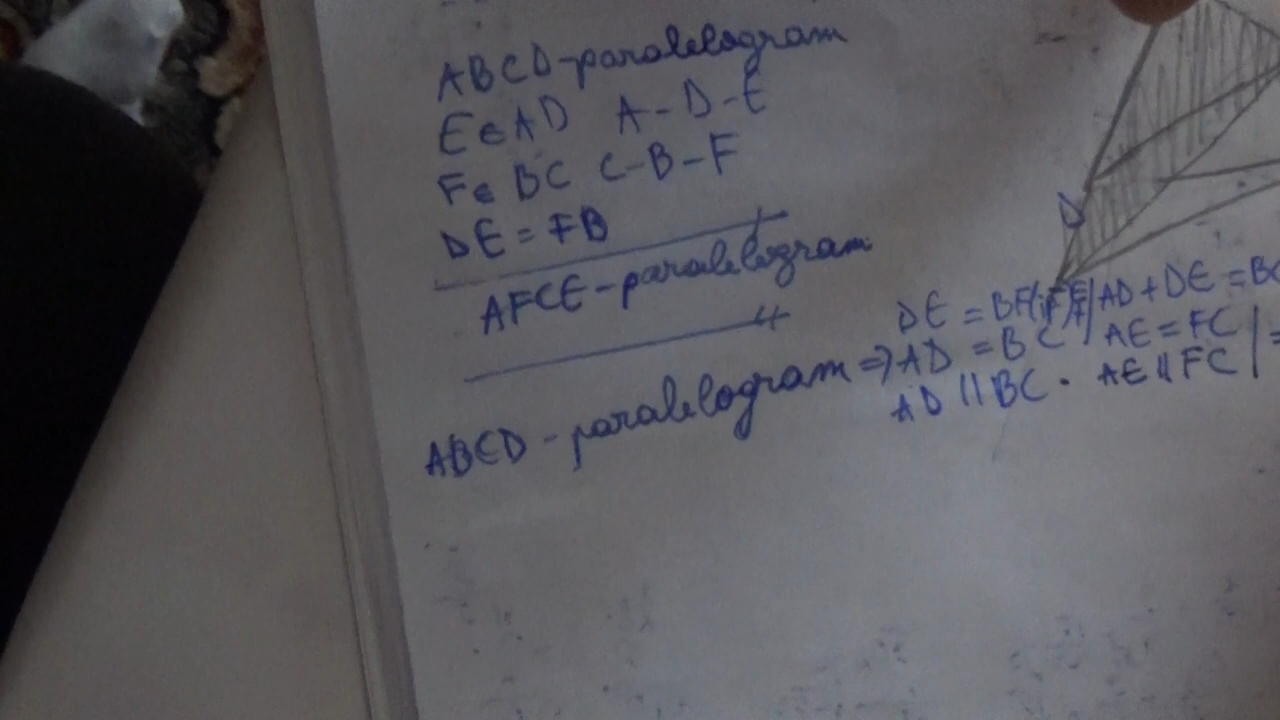 ABCD-paralelogram
E∈AD A-D-E
F∈ BC C-B-F
DE = FB
AFCE-paralelogram
D
DE = BF AD + DE = BC
ABCD - paralelogram => AD = BC AE = FC
AD || BC . AE || FC | =